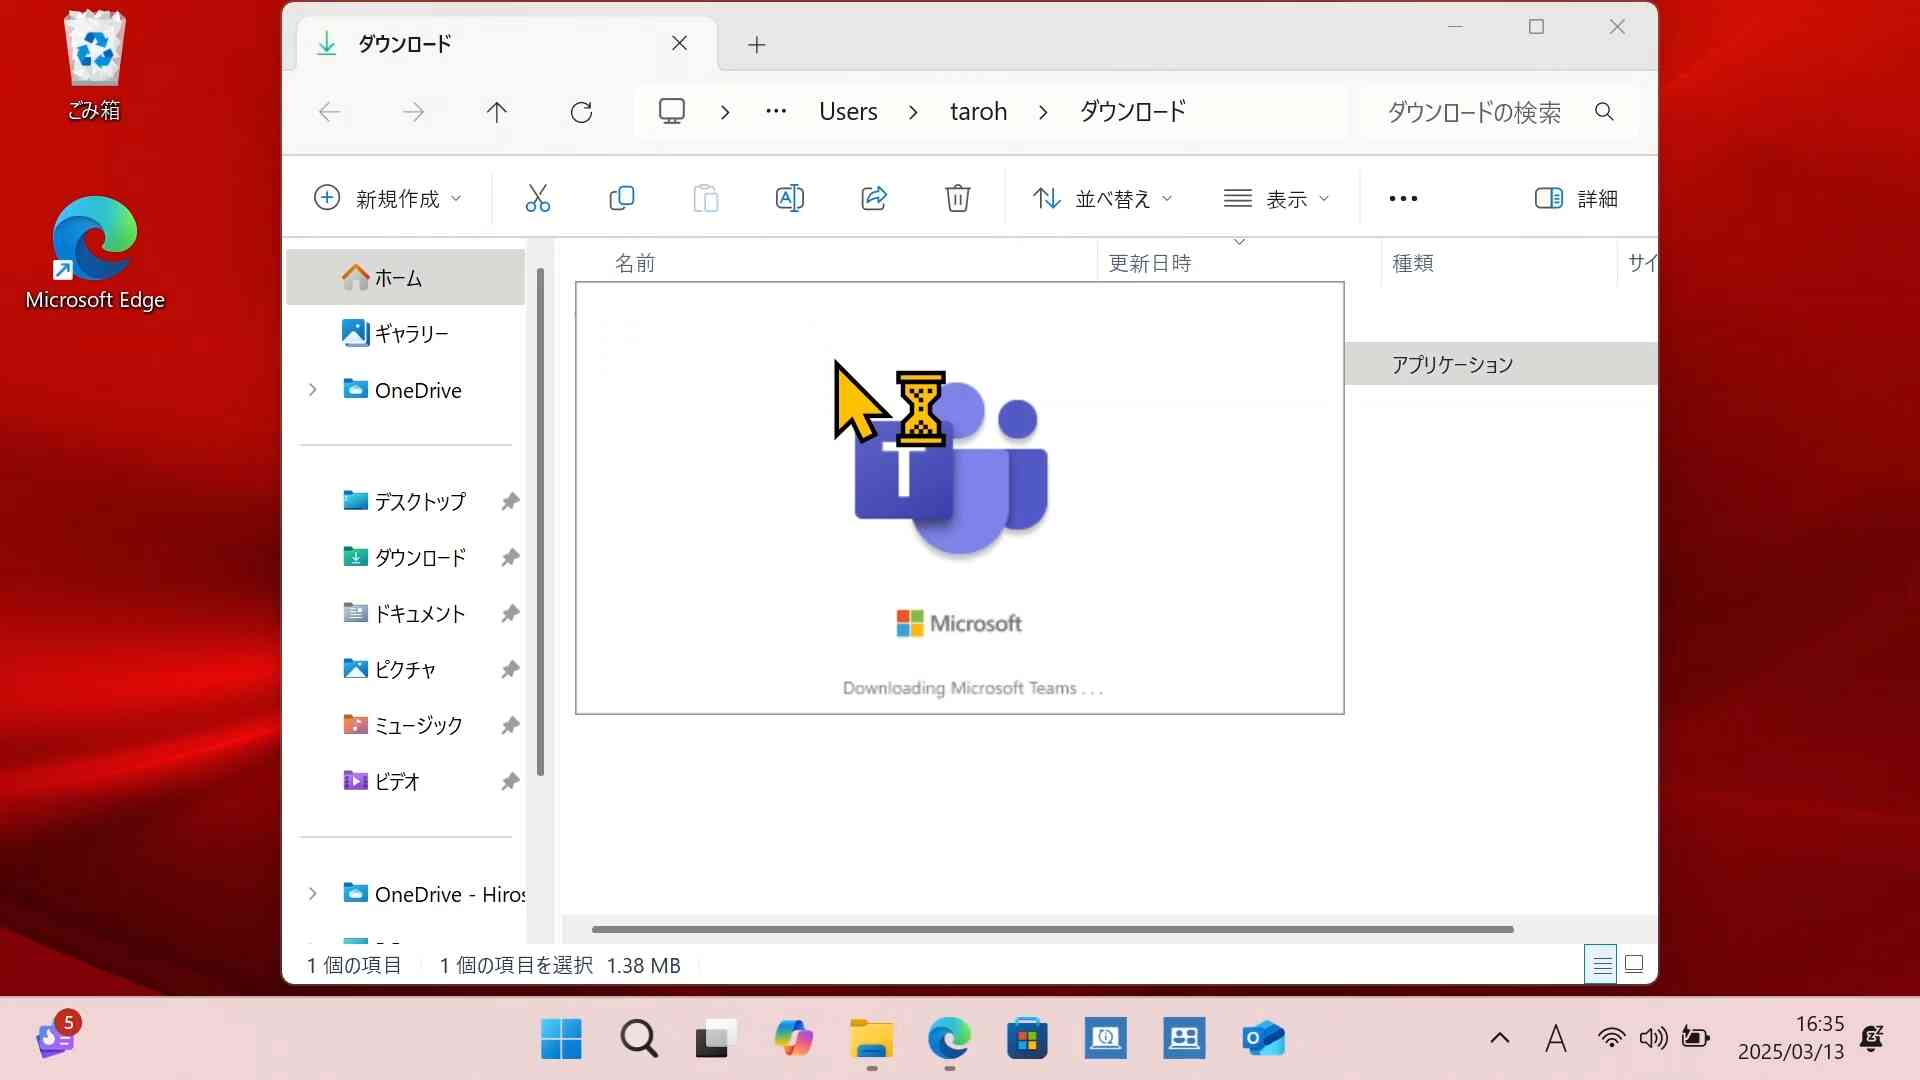 ごみ箱
Microsoft Edge
ダウンロード
Users
taroh
ダウンロード
ダウンロードの検索
新規作成
並べ替え
表示
詳細
ホーム
ギャラリー
OneDrive
デスクトップ
ダウンロード
ドキュメント
ピクチャ
ミュージック
ビデオ
OneDrive - Hiros
名前
更新日時
種類
サイ
アプリケーション
T
Microsoft
Downloading Microsoft Teams . . .
1 個の項目
1 個の項目を選択 1.38 MB
5
A
16:35
2025/03/13